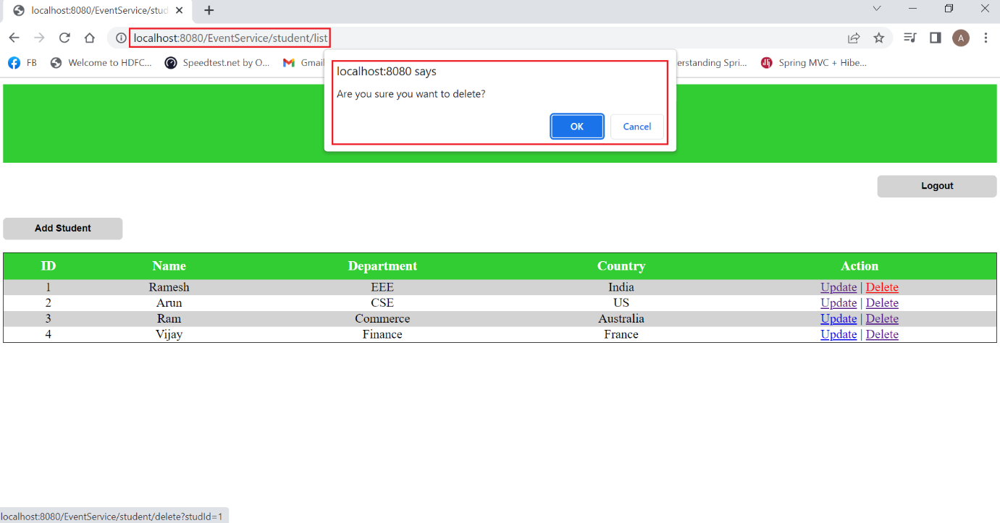 localhost:8080/EventService/stud
localhost:8080/EventService/student/list
A
FB Welcome to HDFC... Speedtest.net by O... Gmail erstanding Spri... Spring MVC + Hibe...
localhost:8080 says
Are you sure you want to delete?
OK Cancel
Logout
Add Student
ID Name Department Country Action
1 Ramesh EEE India Update | Delete
2 Arun CSE US Update | Delete
3 Ram Commerce Australia Update | Delete
4 Vijay Finance France Update | Delete
localhost:8080/EventService/student/delete?studId=1